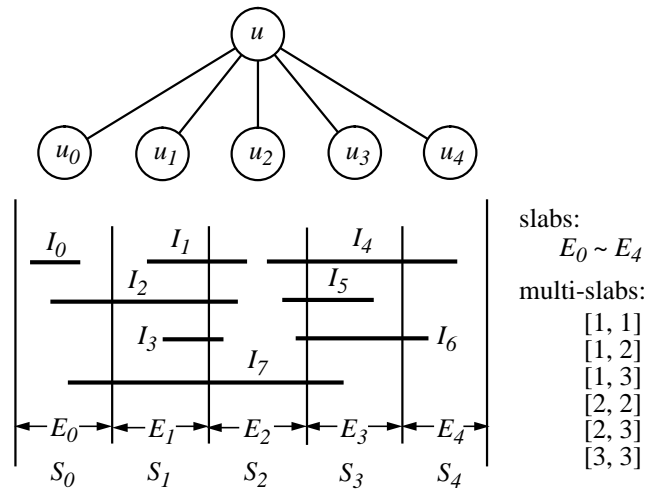 u
u0 u1 u2 u3 u4
I0 I1 I4
I2 I5
I3 I6
I7
E0 E1 E2 E3 E4
S0 S1 S2 S3 S4
slabs:
E0 ~ E4
multi-slabs:
[1, 1]
[1, 2]
[1, 3]
[2, 2]
[2, 3]
[3, 3]